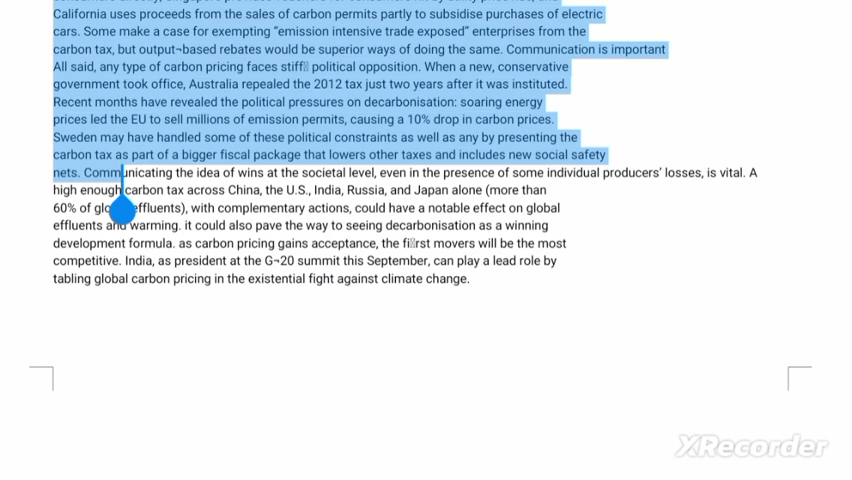 California uses proceeds from the sales of carbon permits partly to subsidise purchases of electric
cars. Some make a case for exempting “emission intensive trade exposed” enterprises from the
carbon tax, but output¬based rebates would be superior ways of doing the same. Communication is important
All said, any type of carbon pricing faces stiff political opposition. When a new, conservative
government took office, Australia repealed the 2012 tax just two years after it was instituted.
Recent months have revealed the political pressures on decarbonisation: soaring energy
prices led the EU to sell millions of emission permits, causing a 10% drop in carbon prices.
Sweden may have handled some of these political constraints as well as any by presenting the
carbon tax as part of a bigger fiscal package that lowers other taxes and includes new social safety
nets. Communicating the idea of wins at the societal level, even in the presence of some individual producers’ losses, is vital. A
high enough carbon tax across China, the U.S., India, Russia, and Japan alone (more than
60% of effluents), with complementary actions, could have a notable effect on global
effluents and warming. it could also pave the way to seeing decarbonisation as a winning
development formula. as carbon pricing gains acceptance, the first movers will be the most
competitive. India, as president at the G¬20 summit this September, can play a lead role by
tabling global carbon pricing in the existential fight against climate change.
XRecorder